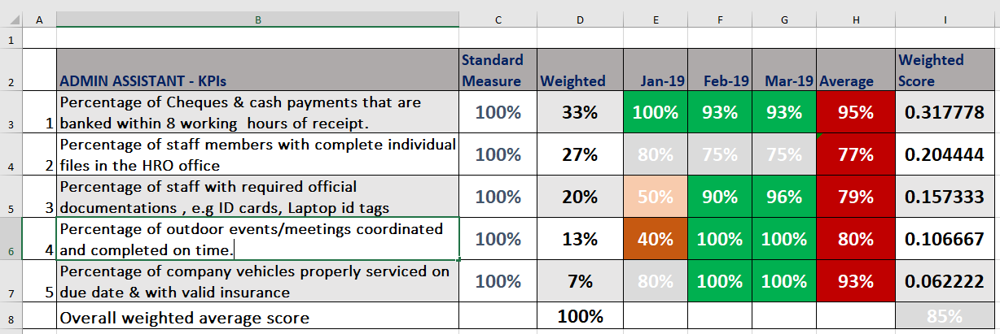 A B C D E F G H I
1
2 ADMIN ASSISTANT - KPIs Standard Measure Weighted Jan-19 Feb-19 Mar-19 Average Weighted Score
3 1 Percentage of Cheques & cash payments that are banked within 8 working hours of receipt. 100% 33% 100% 93% 93% 95% 0.317778
4 2 Percentage of staff members with complete individual files in the HRO office 100% 27% 80% 75% 75% 77% 0.204444
5 3 Percentage of staff with required official documentations , e.g ID cards, Laptop id tags 100% 20% 50% 90% 96% 79% 0.157333
6 4 Percentage of outdoor events/meetings coordinated and completed on time. 100% 13% 40% 100% 100% 80% 0.106667
7 5 Percentage of company vehicles properly serviced on due date & with valid insurance 100% 7% 80% 100% 100% 93% 0.062222
8 Overall weighted average score 100% 85%